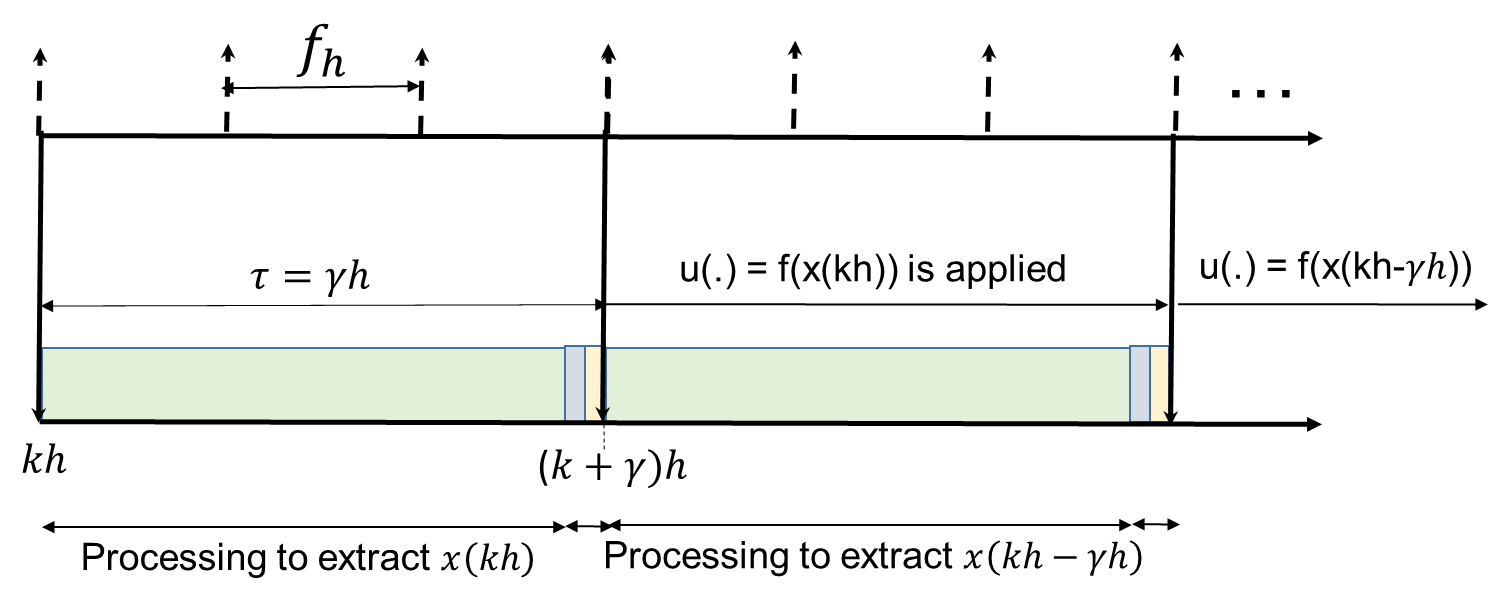 f_h
...
τ = γh
u(.) = f(x(kh)) is applied
u(.) = f(x(kh-γh))
kh
(k + γ)h
Processing to extract x(kh)
Processing to extract x(kh − γh)